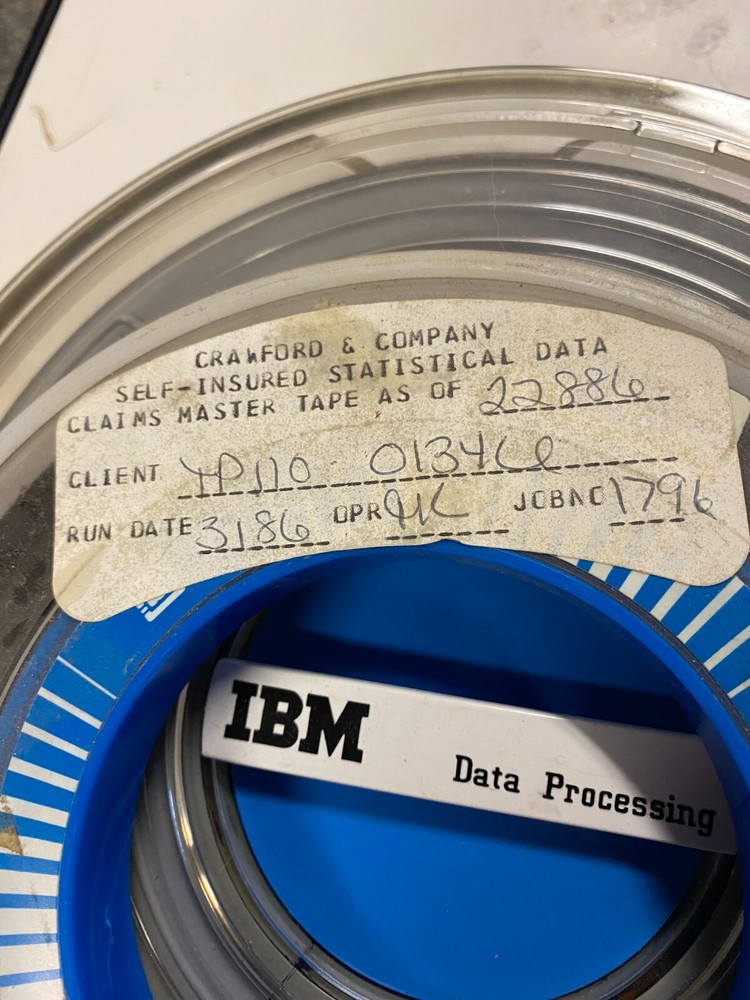 CRAWFORD & COMPANY
SELF-INSURED STATISTICAL DATA
CLAIMS MASTER TAPE AS OF 22886
CLIENT 0134
RUN DATE 3186 OPR JOBNO 1796
IBM
Data Processing